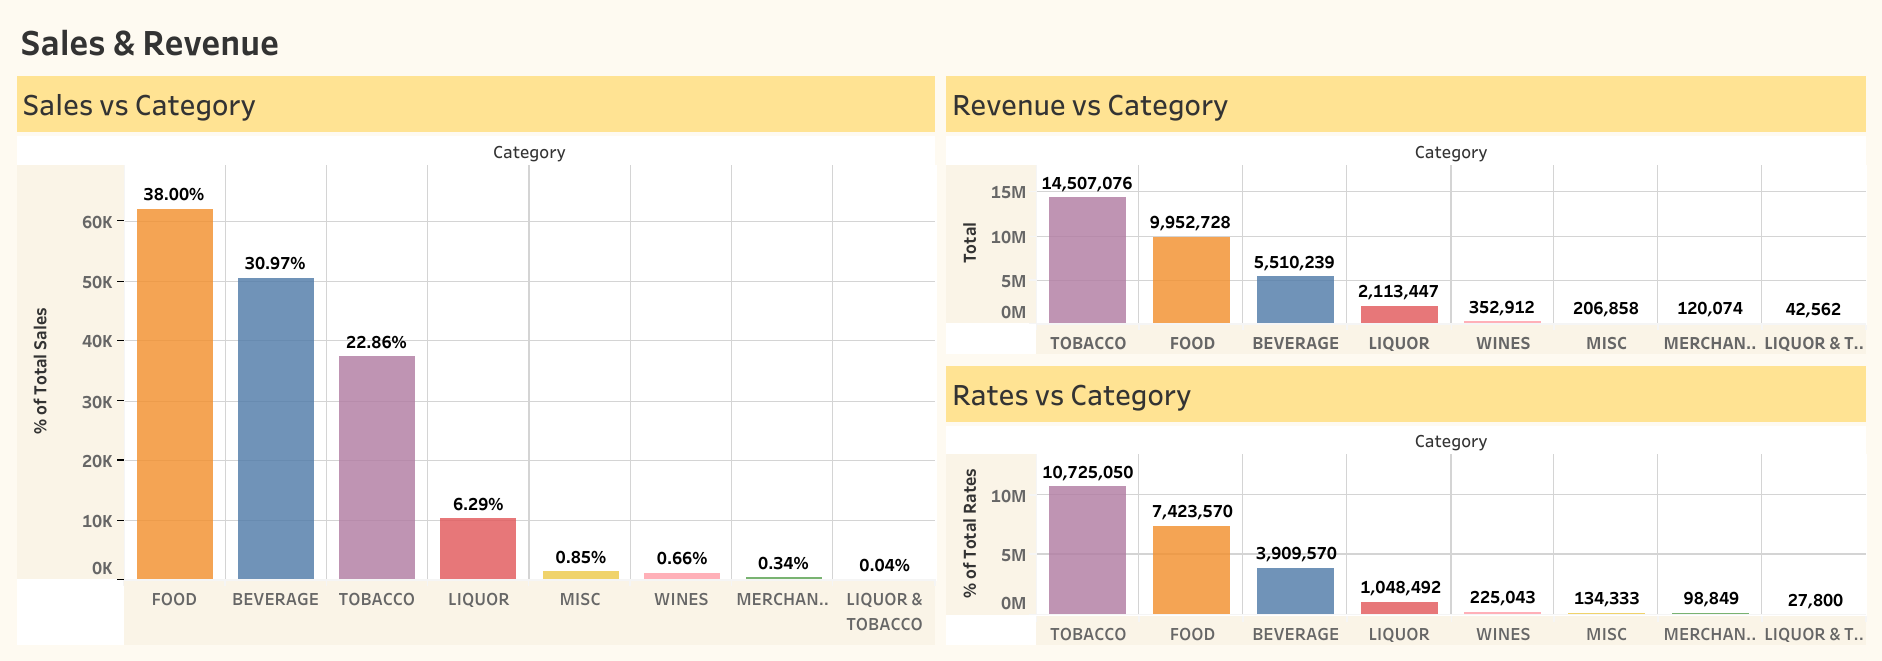 Sales & Revenue
Sales vs Category
Category
% of Total Sales
60K
50K
40K
30K
20K
10K
0K
38.00%
30.97%
22.86%
6.29%
0.85%
0.66%
0.34%
0.04%
FOOD
BEVERAGE
TOBACCO
LIQUOR
MISC
WINES
MERCHAN..
LIQUOR &
TOBACCO
Revenue vs Category
Category
Total
15M
10M
5M
0M
14,507,076
9,952,728
5,510,239
2,113,447
352,912
206,858
120,074
42,562
TOBACCO
FOOD
BEVERAGE
LIQUOR
WINES
MISC
MERCHAN..
LIQUOR & T..
Rates vs Category
Category
% of Total Rates
10M
5M
0M
10,725,050
7,423,570
3,909,570
1,048,492
225,043
134,333
98,849
27,800
TOBACCO
FOOD
BEVERAGE
LIQUOR
WINES
MISC
MERCHAN..
LIQUOR & T..